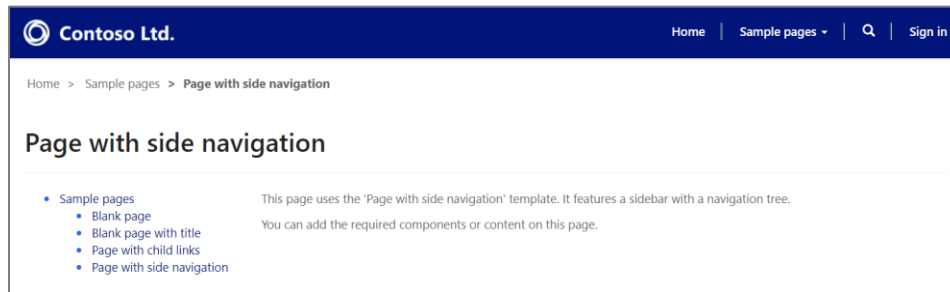 Contoso Ltd.
Home | Sample pages | Sign in
Home > Sample pages > Page with side navigation
Page with side navigation
Sample pages
Blank page
Blank page with title
Page with child links
Page with side navigation
This page uses the 'Page with side navigation' template. It features a sidebar with a navigation tree.
You can add the required components or content on this page.